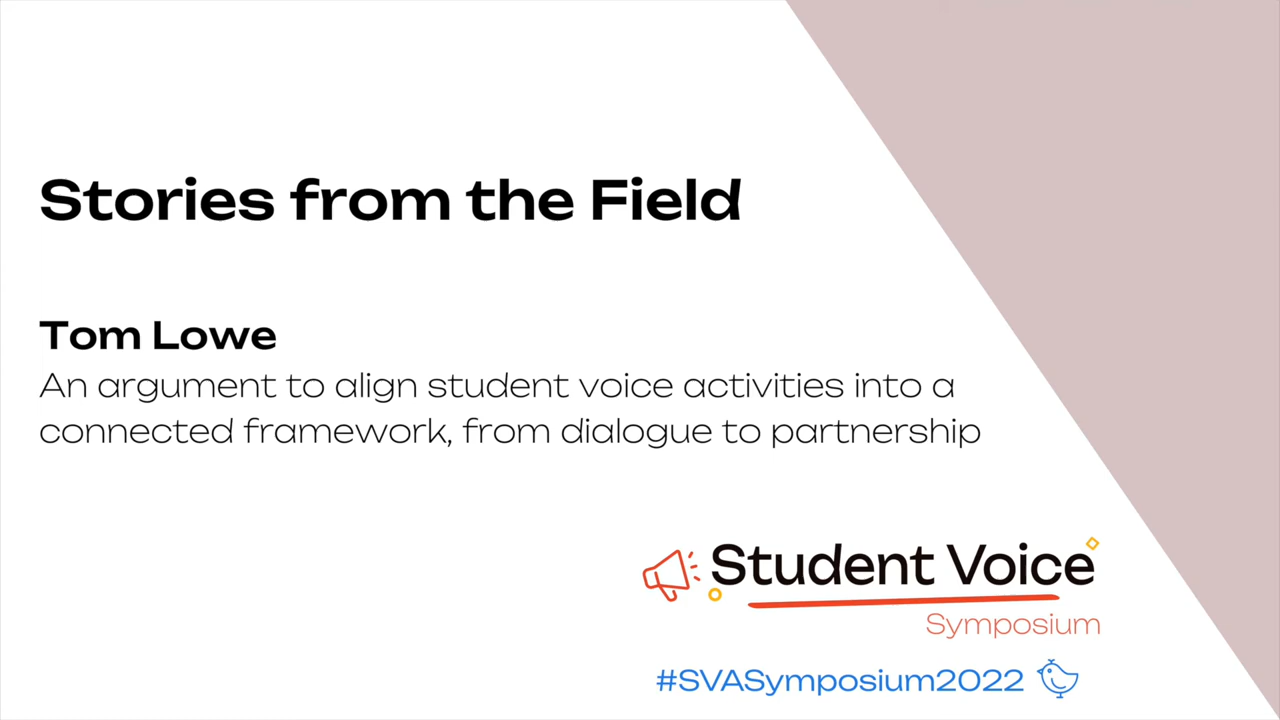 Stories from the Field
Tom Lowe
An argument to align student voice activities into a
connected framework, from dialogue to partnership
Student Voice
Symposium
#SVASymposium2022